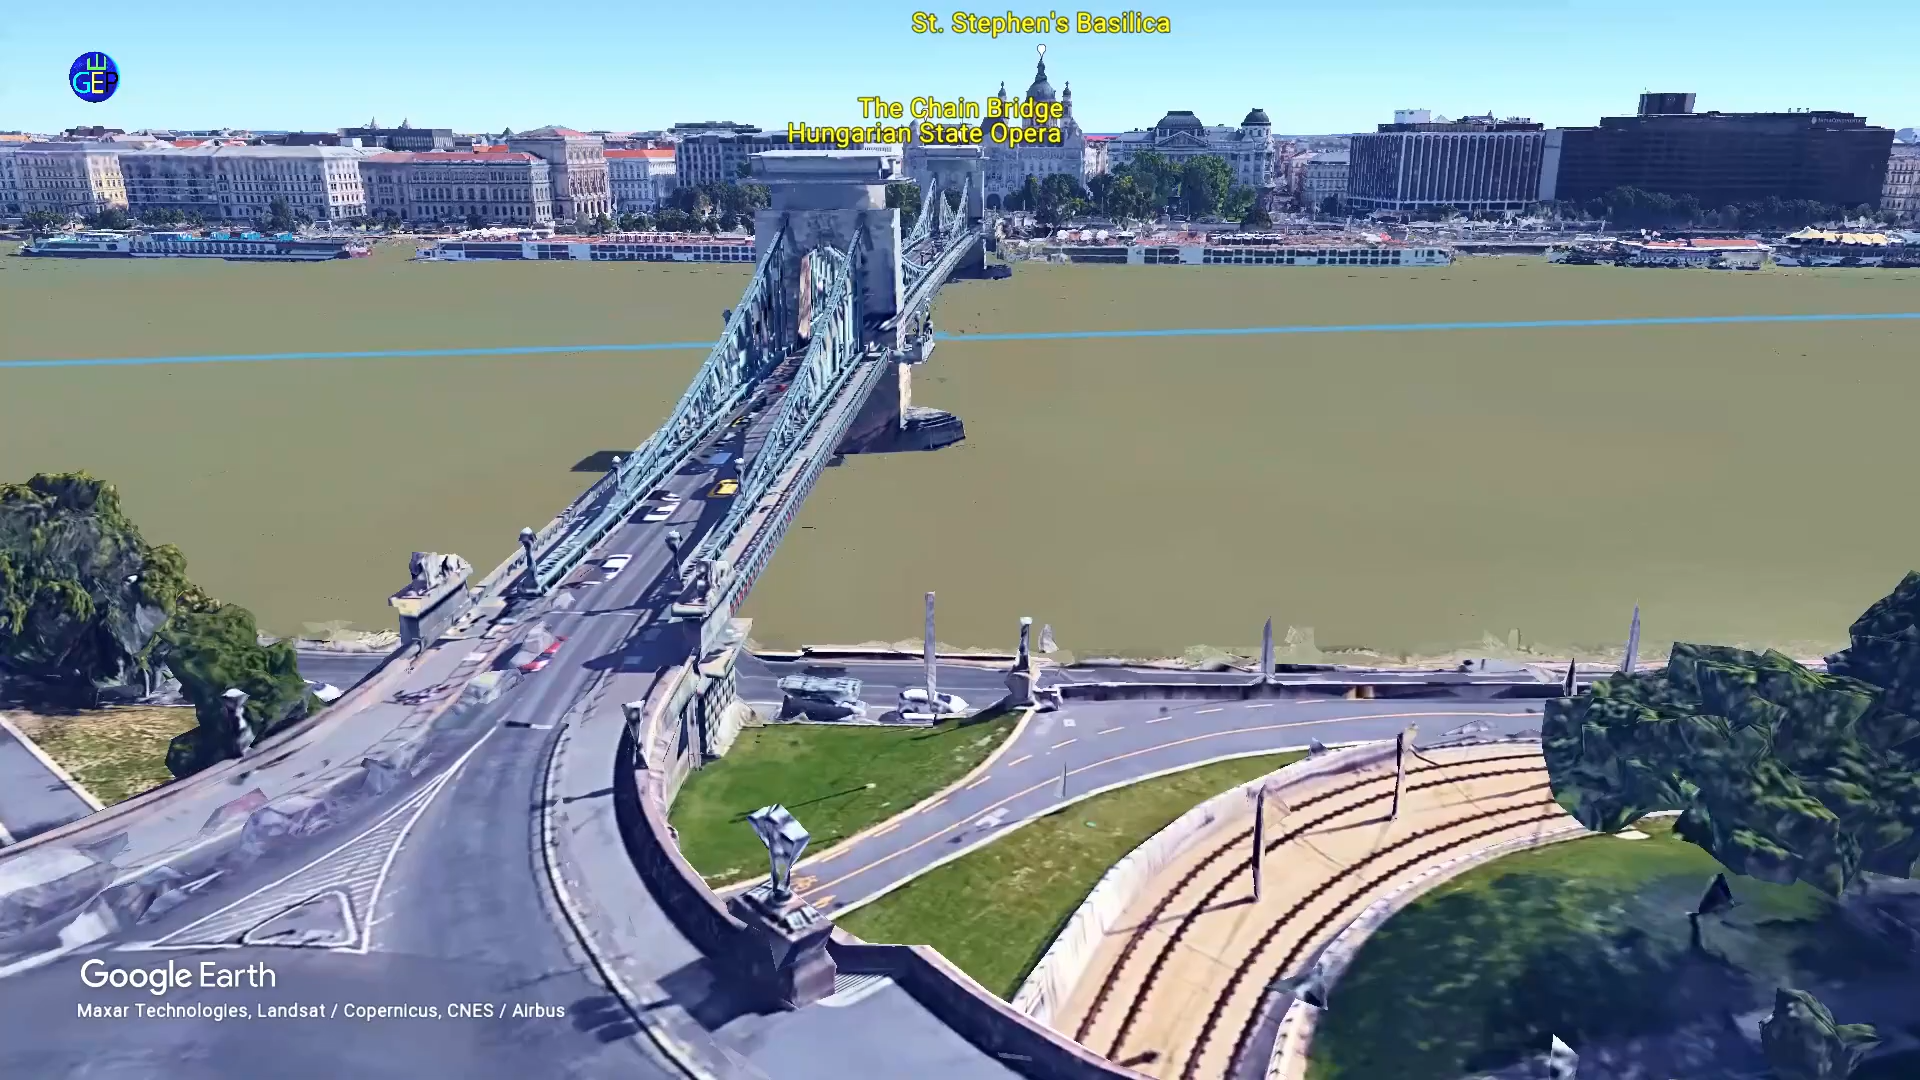 St. Stephen's Basilica
GEP
The Chain Bridge
Hungarian State Opera
Google Earth
Maxar Technologies, Landsat / Copernicus, CNES / Airbus